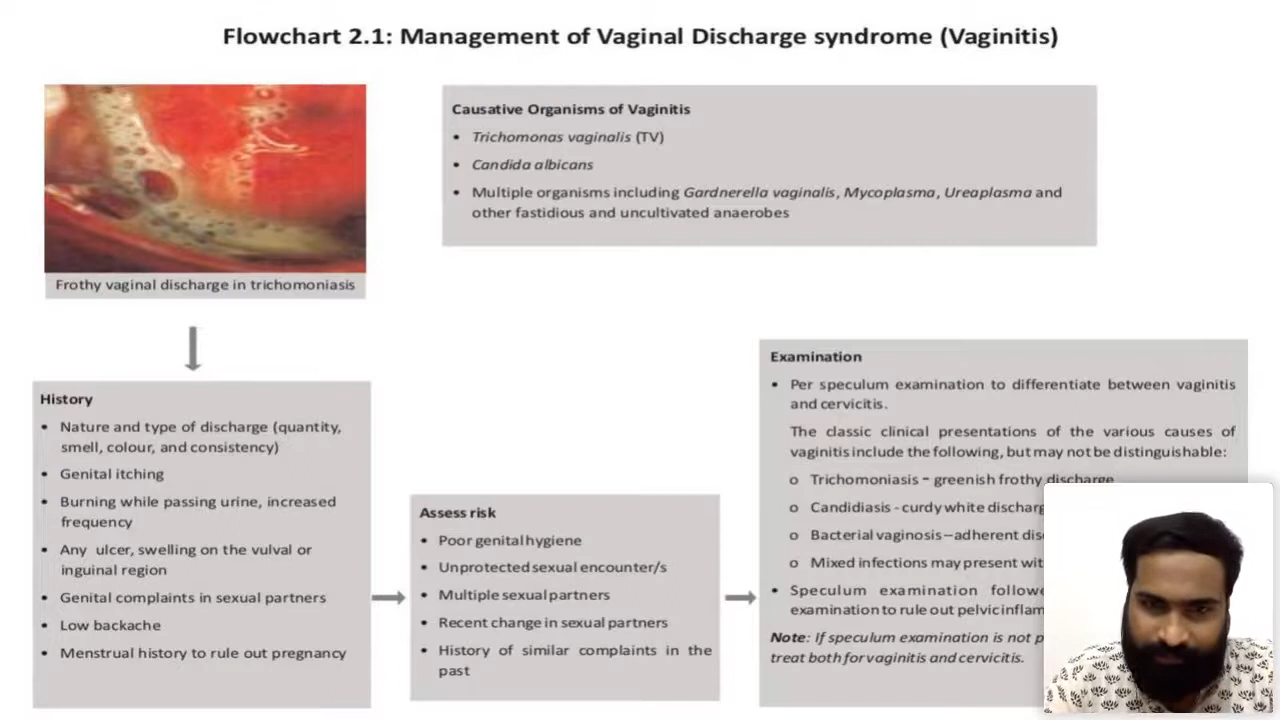 Flowchart 2.1: Management of Vaginal Discharge syndrome (Vaginitis)
Frothy vaginal discharge in trichomoniasis
Causative Organisms of Vaginitis
• Trichomonas vaginalis (TV)
• Candida albicans
• Multiple organisms including Gardnerella vaginalis, Mycoplasma, Ureaplasma and
other fastidious and uncultivated anaerobes
History
• Nature and type of discharge (quantity,
smell, colour, and consistency)
• Genital itching
• Burning while passing urine, increased
frequency
• Any ulcer, swelling on the vulval or
inguinal region
• Genital complaints in sexual partners
• Low backache
• Menstrual history to rule out pregnancy
Assess risk
• Poor genital hygiene
• Unprotected sexual encounter/s
• Multiple sexual partners
• Recent change in sexual partners
• History of similar complaints in the
past
Examination
• Per speculum examination to differentiate between vaginitis
and cervicitis.
The classic clinical presentations of the various causes of
vaginitis include the following, but may not be distinguishable:
o Trichomoniasis – greenish frothy discharge
o Candidiasis - curdy white
o Bacterial vaginosis – adherent
o Mixed infections may present
• Speculum examination
examination to rule out pelvic
Note: If speculum examination is not
treat both for vaginitis and cervicitis.